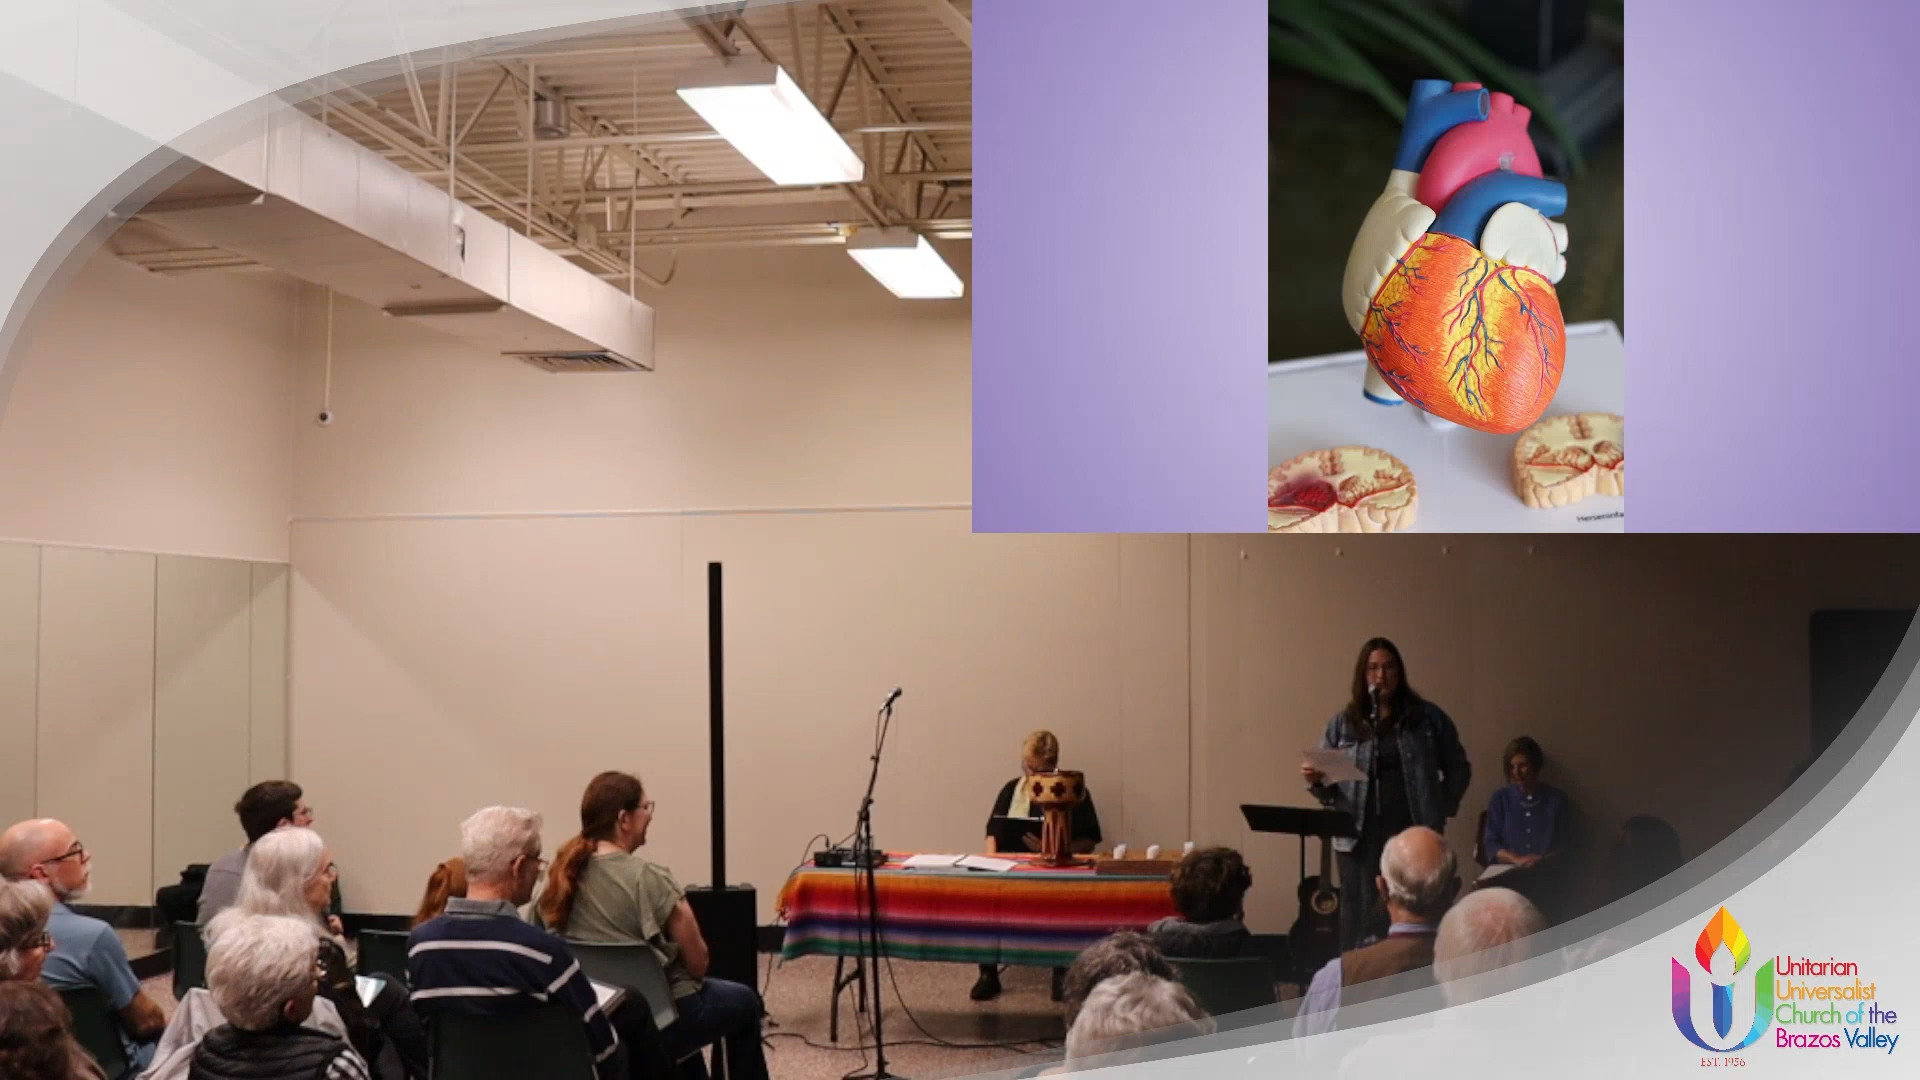 Unitarian
Universalist
Church of the
Brazos Valley
EST. 1956